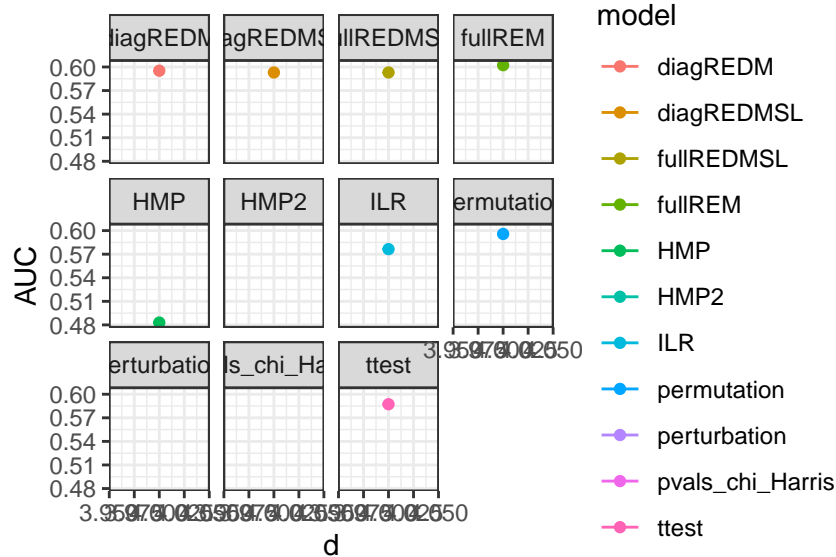 model
diagREDM
agREDMS
ullREDMS
fullREM
0.60
0.57
0.54
0.51
0.48
HMP
HMP2
ILR
ermutatio
0.60
0.57
0.54
0.51
0.48
erturbatio
ls_chi_Ha
ttest
0.60
0.57
0.54
0.51
0.48
AUC
d
diagREDM
diagREDMSL
fullREDMSL
fullREM
HMP
HMP2
ILR
permutation
perturbation
pvals_chi_Harris
ttest